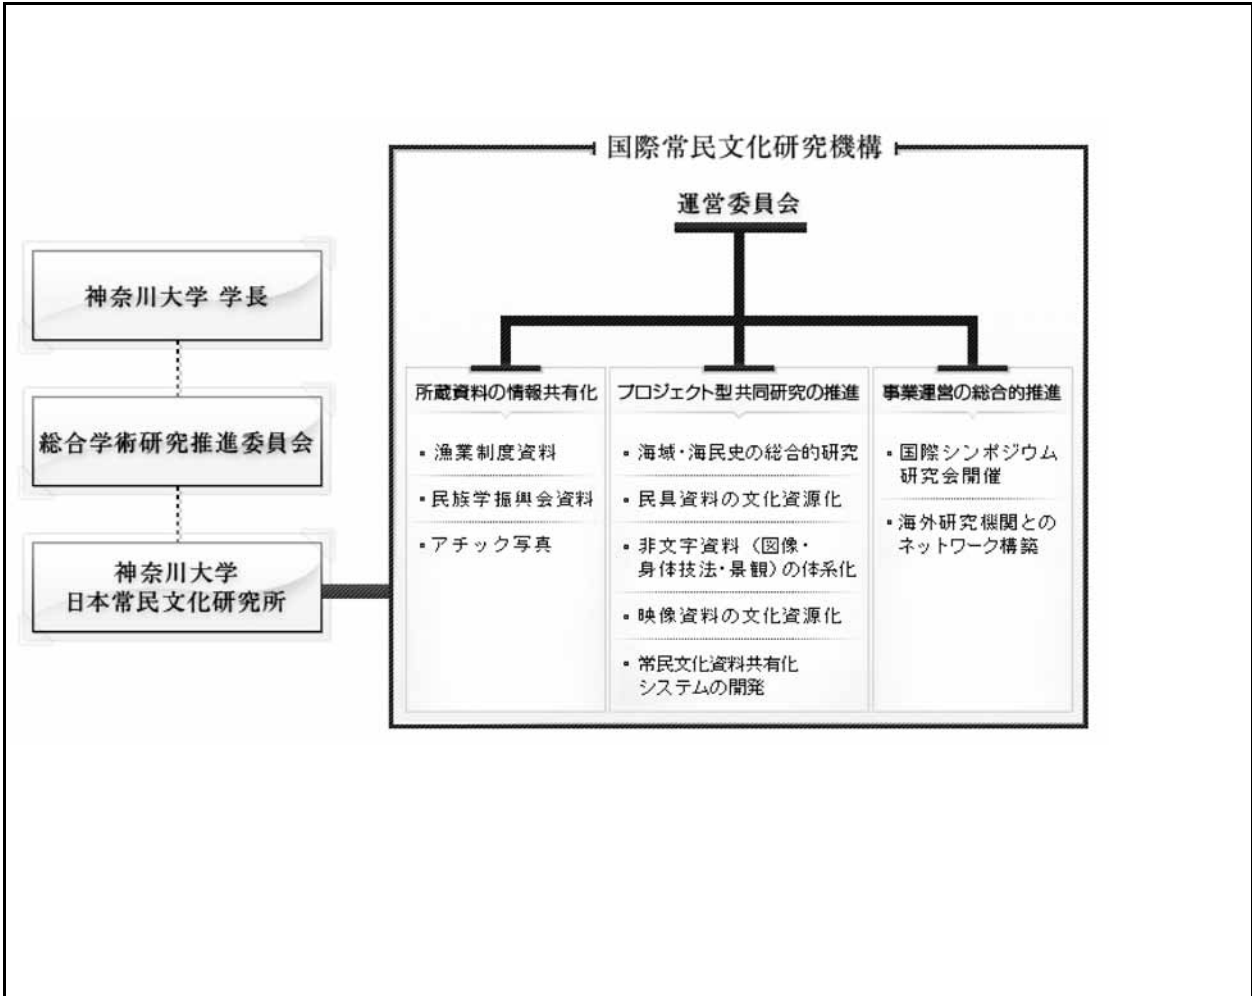 国際常民文化研究機構
運営委員会
神奈川大学 学長
総合学術研究推進委員会
神奈川大学
日本常民文化研究所
所蔵資料の情報共有化
▪ 漁業制度資料
▪ 民族学振興会資料
▪ アチック写真
プロジェクト型共同研究の推進
▪ 海域・海民史の総合的研究
▪ 民具資料の文化資源化
▪ 非文字資料（図像・
身体技法・景観）の体系化
▪ 映像資料の文化資源化
▪ 常民文化資料共有化
システムの開発
事業運営の総合的推進
▪ 国際シンポジウム
研究会開催
▪ 海外研究機関との
ネットワーク構築